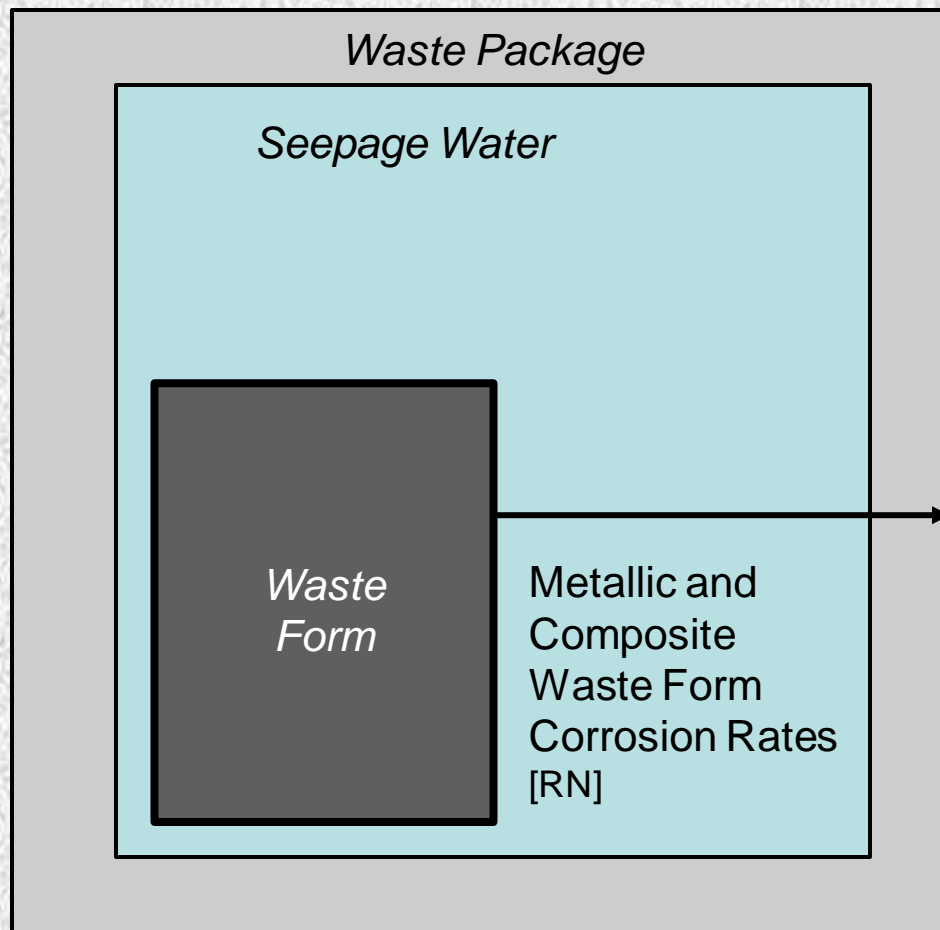 Waste Package
Seepage Water
Waste
Form
Metallic and
Composite
Waste Form
Corrosion Rates
[RN]